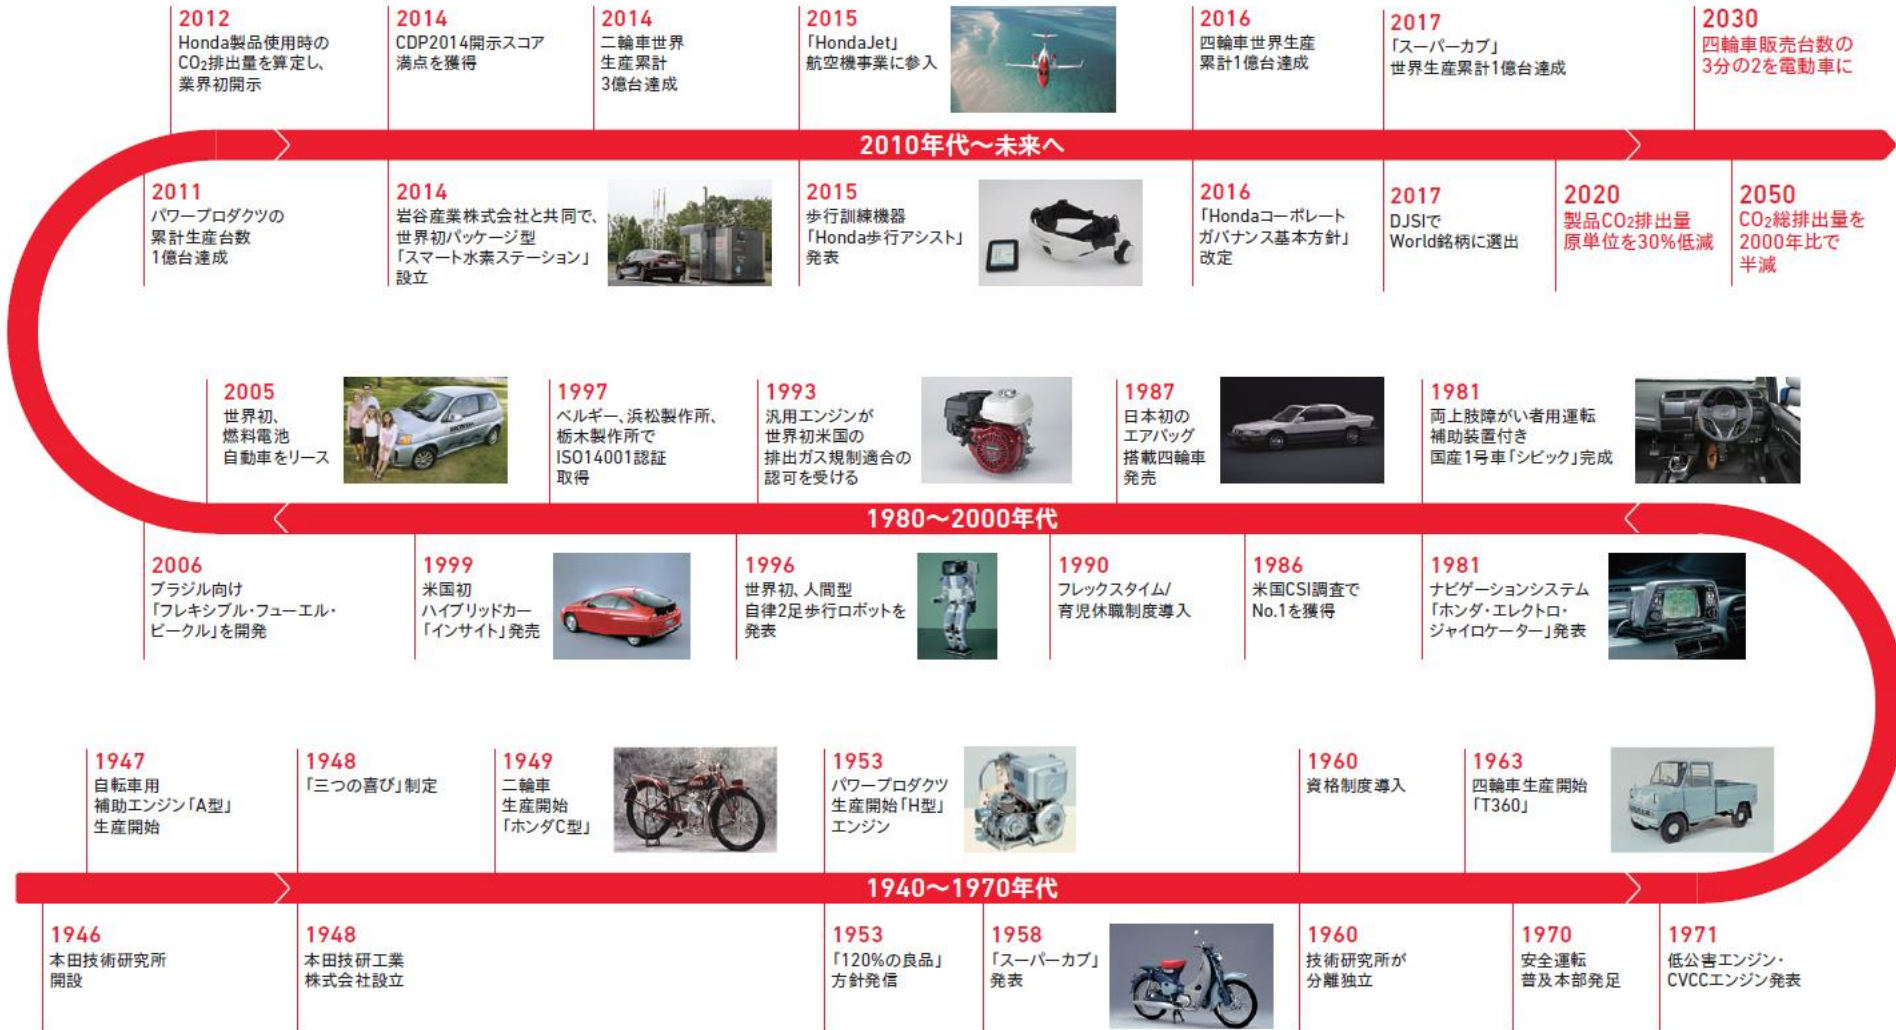 2012
Honda製品使用時の
CO₂排出量を算定し、
業界初開示
2014
CDP2014開示スコア
満点を獲得
2014
二輪車世界
生産累計
3億台達成
2015
「HondaJet」
航空機事業に参入
2016
四輪車世界生産
累計1億台達成
2017
「スーパーカブ」
世界生産累計1億台達成
2030
四輪車販売台数の
3分の2を電動車に
2010年代〜未来へ
2011
パワープロダクツの
累計生産台数
1億台達成
2014
岩谷産業株式会社と共同で、
世界初パッケージ型
「スマート水素ステーション」
設立
2015
歩行訓練機器
「Honda歩行アシスト」
発表
2016
「Hondaコーポレート
ガバナンス基本方針」
改定
2017
DJSIで
World銘柄に選出
2020
製品CO₂排出量
原単位を30%低減
2050
CO₂総排出量を
2000年比で
半減
2005
世界初、
燃料電池
自動車をリース
1997
ベルギー、浜松製作所、
栃木製作所で
ISO14001認証
取得
1993
汎用エンジンが
世界初米国の
排出ガス規制適合の
認可を受ける
1987
日本初の
エアバッグ
搭載四輪車
発売
1981
両上肢障がい者用運転
補助装置付き
国産1号車「シビック」完成
1980〜2000年代
2006
ブラジル向け
「フレキシブル・フューエル・
ビークル」を開発
1999
米国初
ハイブリッドカー
「インサイト」発売
1996
世界初、人間型
自律2足歩行ロボットを
発表
1990
フレックスタイム/
育児休職制度導入
1986
米国CSI調査で
No.1を獲得
1981
ナビゲーションシステム
「ホンダ・エレクトロ・
ジャイロケーター」発表
1947
自転車用
補助エンジン「A型」
生産開始
1948
「三つの喜び」制定
1949
二輪車
生産開始
「ホンダC型」
1953
パワープロダクツ
生産開始「H型」
エンジン
1960
資格制度導入
1963
四輪車生産開始
「T360」
1940〜1970年代
1946
本田技術研究所
開設
1948
本田技研工業
株式会社設立
1953
「120%の良品」
方針発信
1958
「スーパーカブ」
発表
1960
技術研究所が
分離独立
1970
安全運転
普及本部発足
1971
低公害エンジン・
CVCCエンジン発表